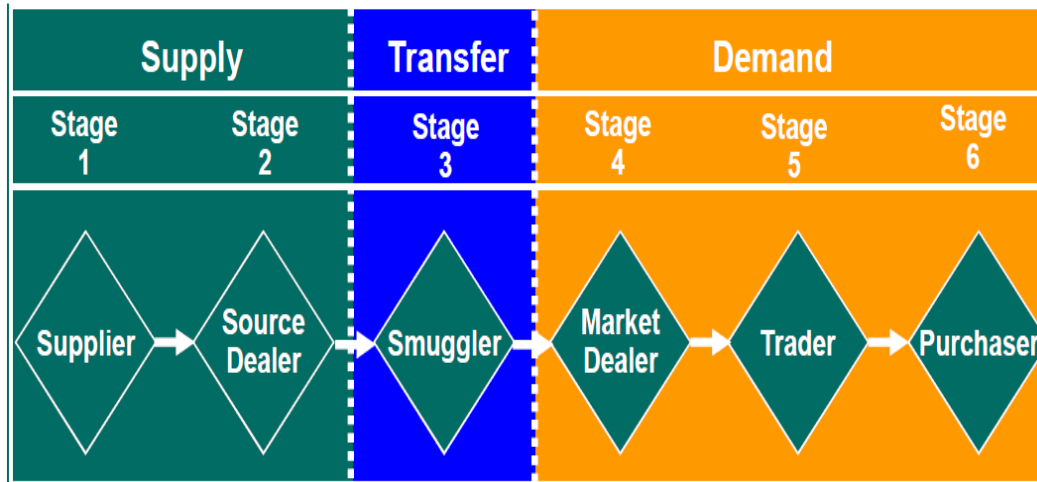 Supply
Transfer
Demand
Stage
1
Stage
2
Stage
3
Stage
4
Stage
5
Stage
6
Supplier
Source
Dealer
Smuggler
Market
Dealer
Trader
Purchaser